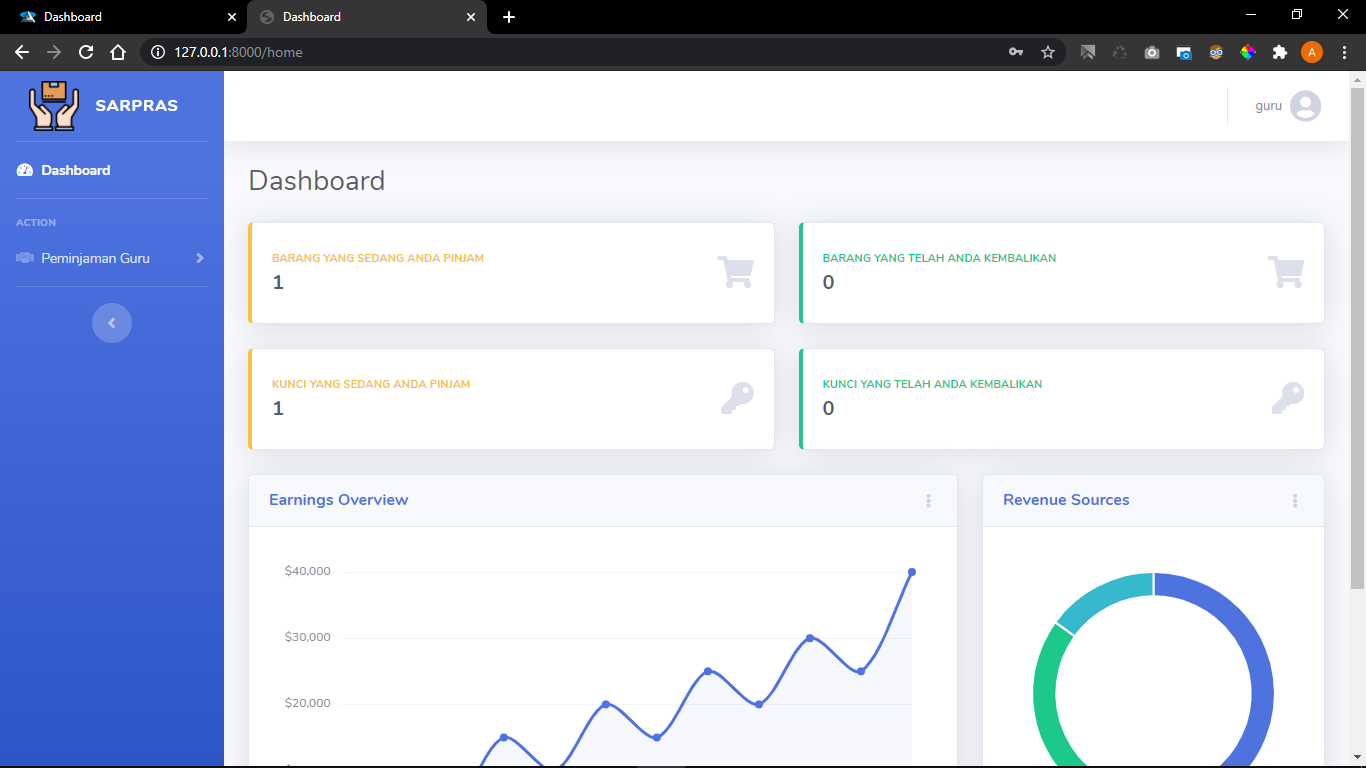 Dashboard
Dashboard
127.0.0.1:8000/home
A
SARPRAS
guru
Dashboard
ACTION
Peminjaman Guru
Dashboard
BARANG YANG SEDANG ANDA PINJAM
1
BARANG YANG TELAH ANDA KEMBALIKAN
0
KUNCI YANG SEDANG ANDA PINJAM
1
KUNCI YANG TELAH ANDA KEMBALIKAN
0
Earnings Overview
Revenue Sources
$40,000
$30,000
$20,000